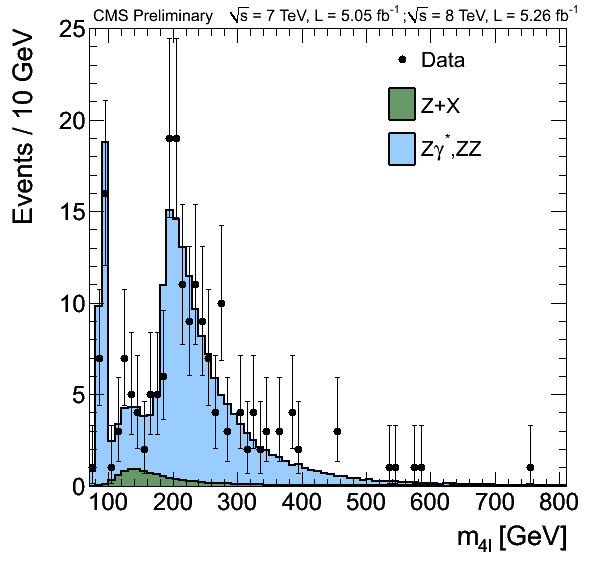 CMS Preliminary √s = 7 TeV, L = 5.05 fb⁻¹ ; √s = 8 TeV, L = 5.26 fb⁻¹
Events / 10 GeV
25
20
15
10
5
0
Data
Z+X
Zγ*,ZZ
100 200 300 400 500 600 700 800
m4l [GeV]